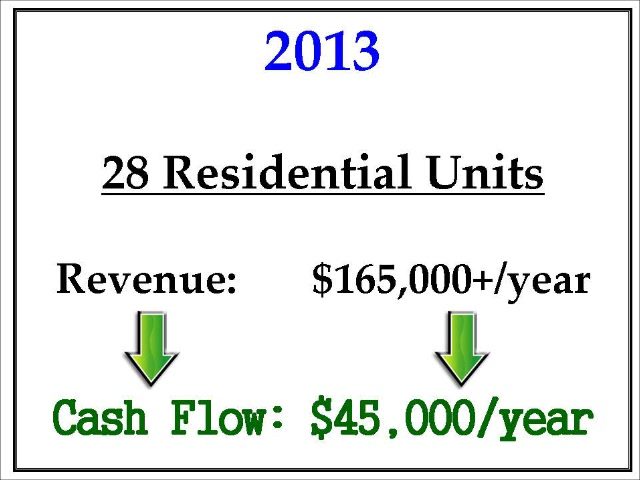 2013
28 Residential Units
Revenue: $165,000+/year
Cash Flow: $45,000/year